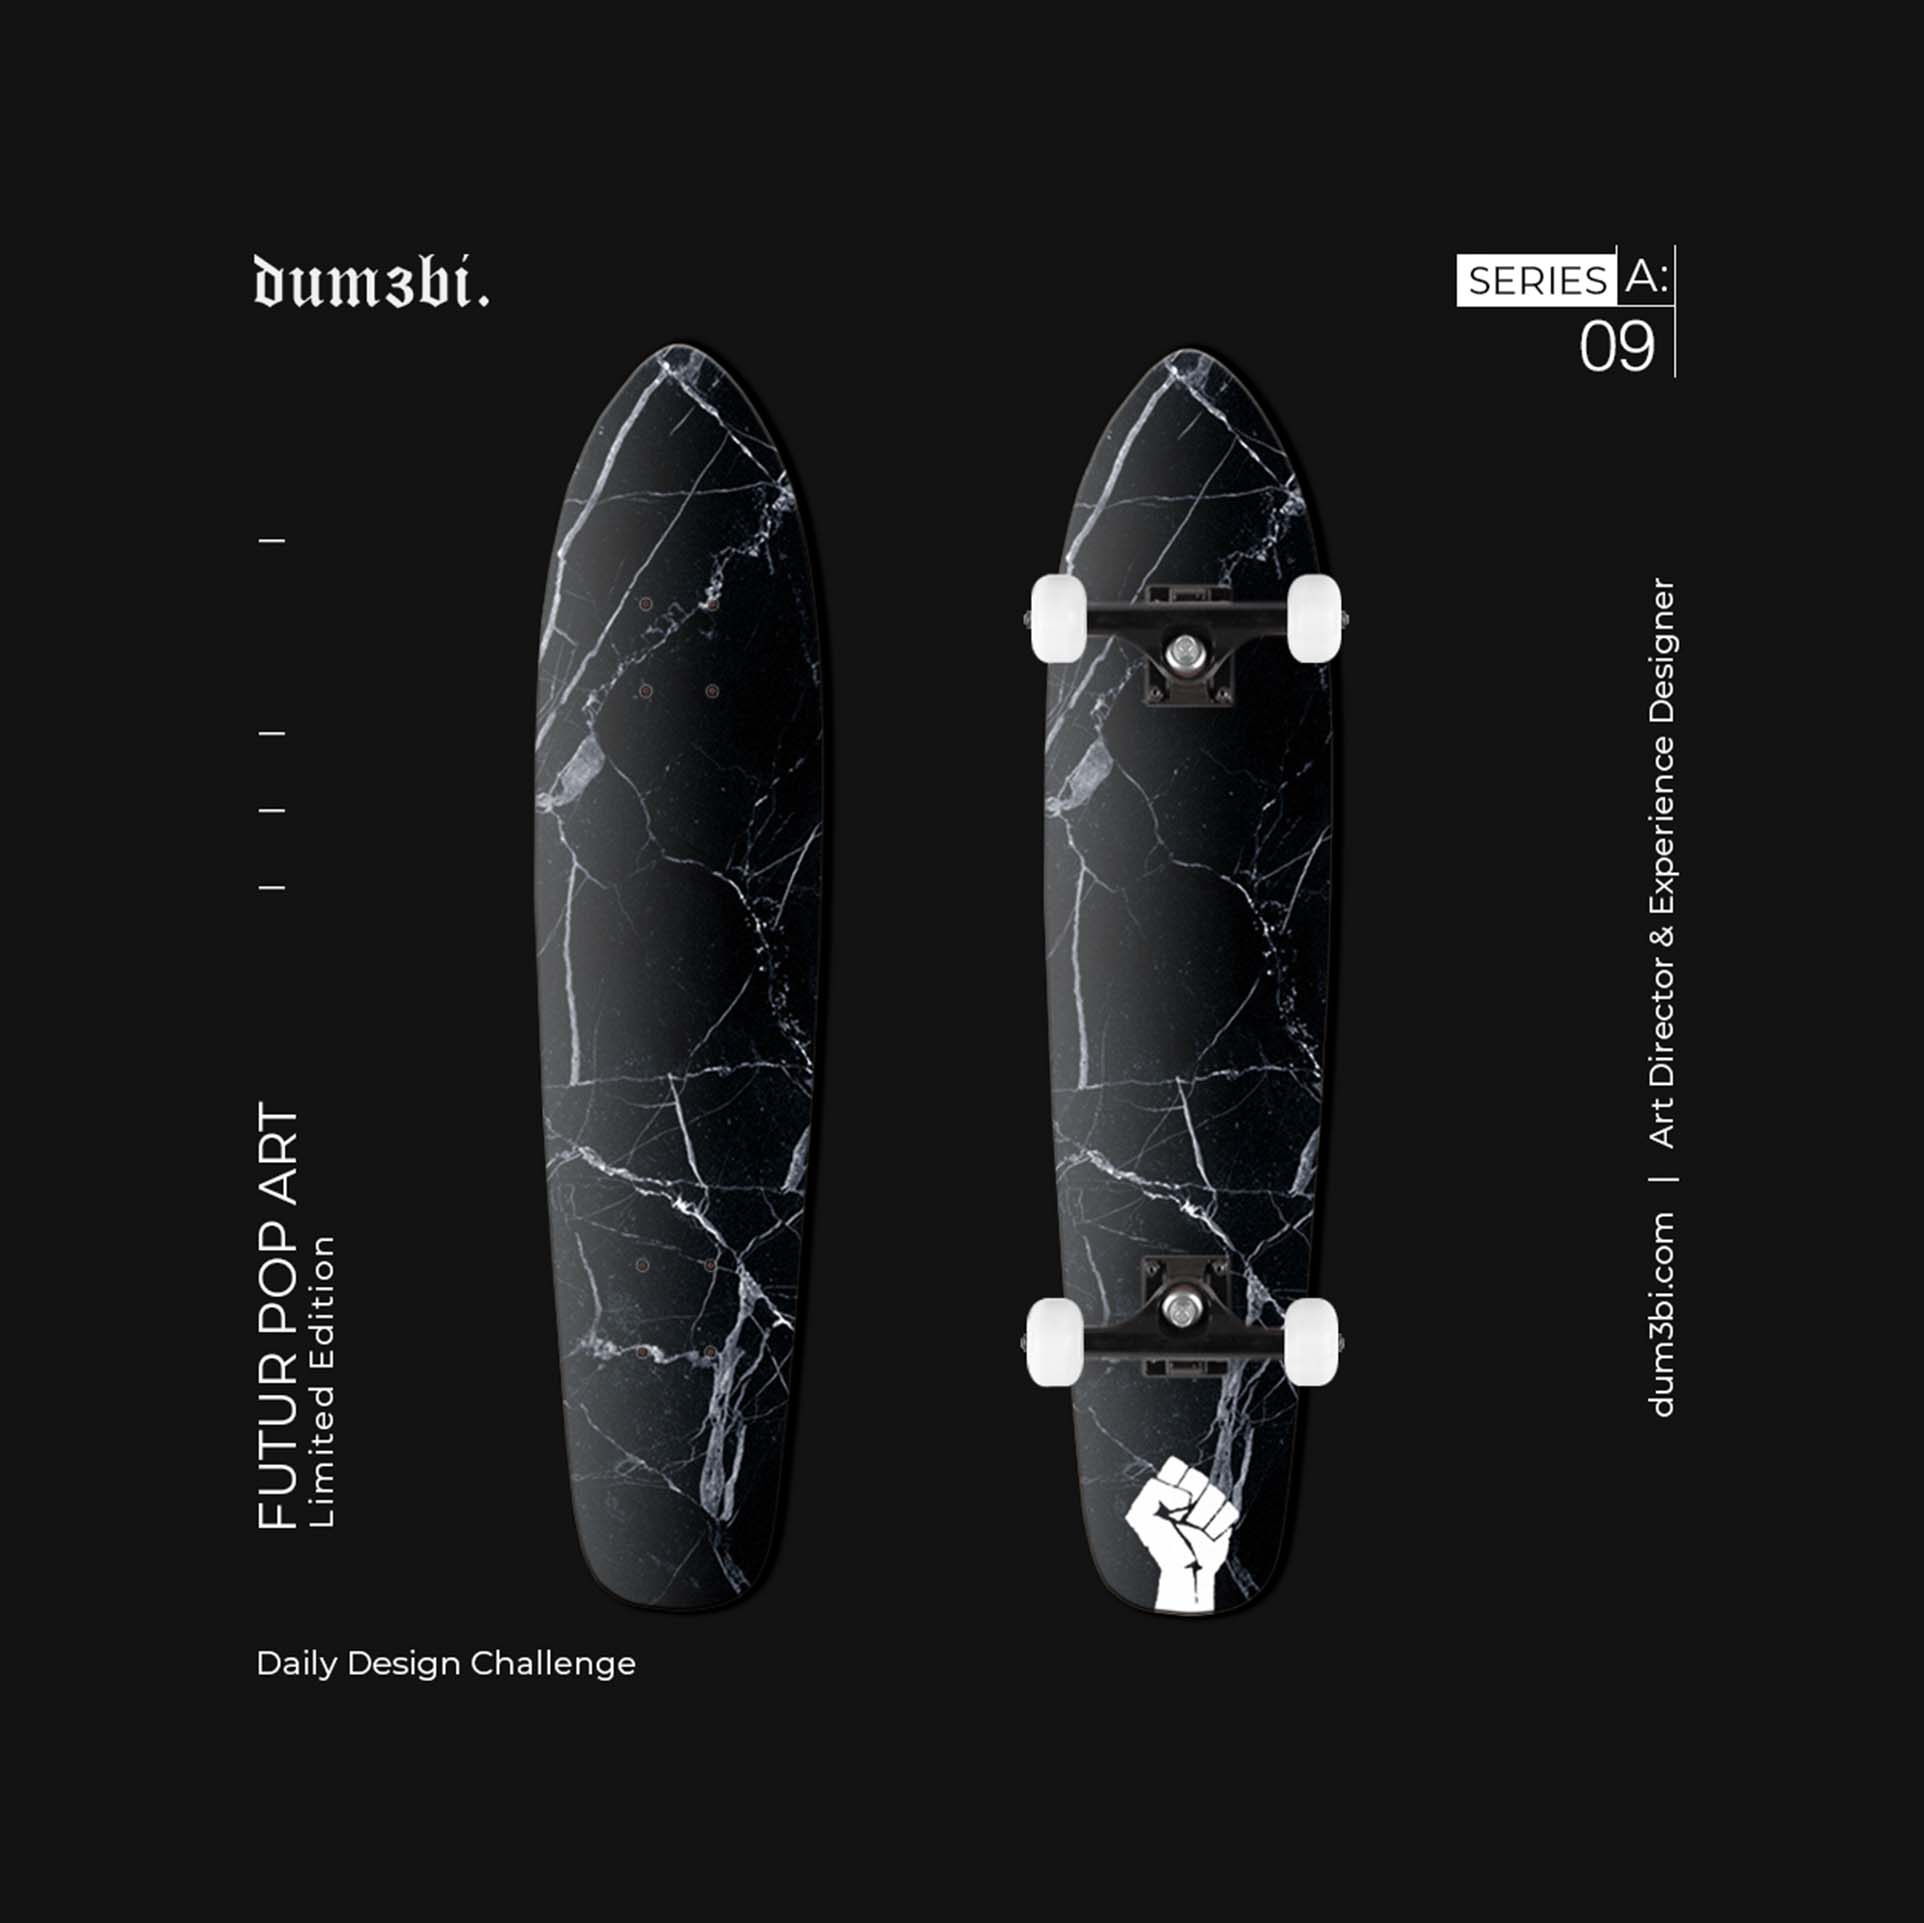 dum3bi.
SERIES A:
09
FUTUR POP ART
Limited Edition
dum3bi.com | Art Director & Experience Designer
Daily Design Challenge